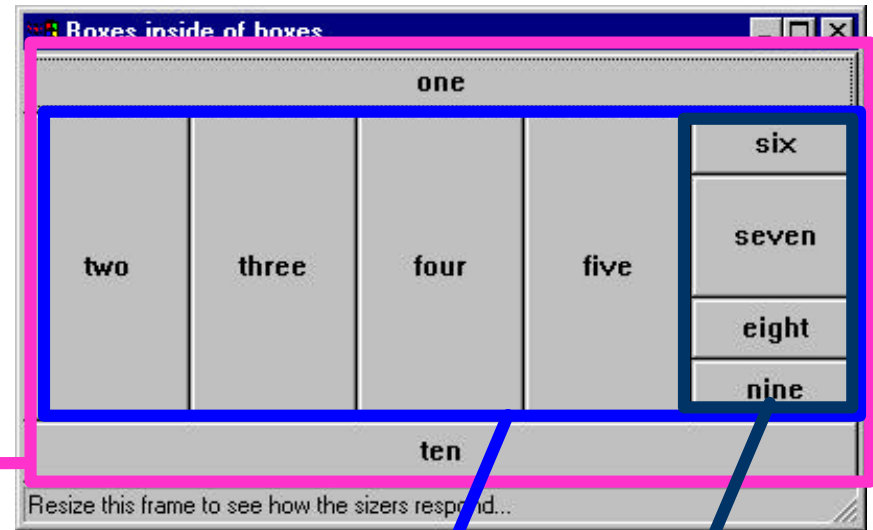 Boxes inside of boxes
one
two three four five
six
seven
eight
nine
ten
Resize this frame to see how the sizers respond...